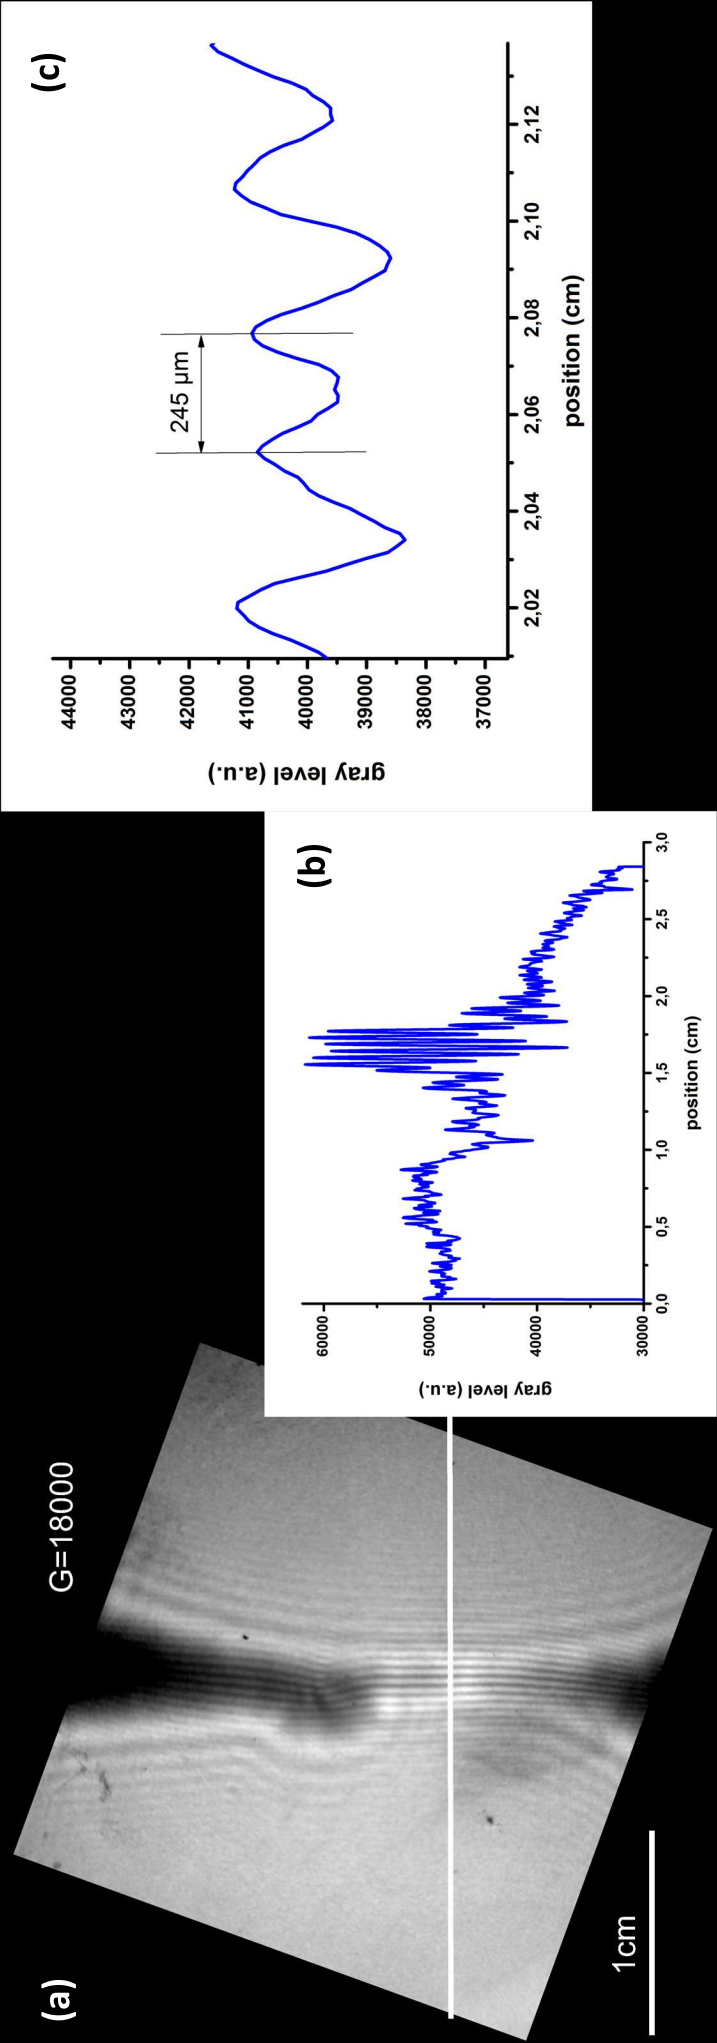 (a)
G=18000
1cm
(b)
gray level (a.u.)
60000
50000
40000
30000
0,0 0,5 1,0 1,5 2,0 2,5 3,0
position (cm)
(c)
gray level (a.u.)
44000
43000
42000
41000
40000
39000
38000
37000
245 µm
2,02 2,04 2,06 2,08 2,10 2,12
position (cm)